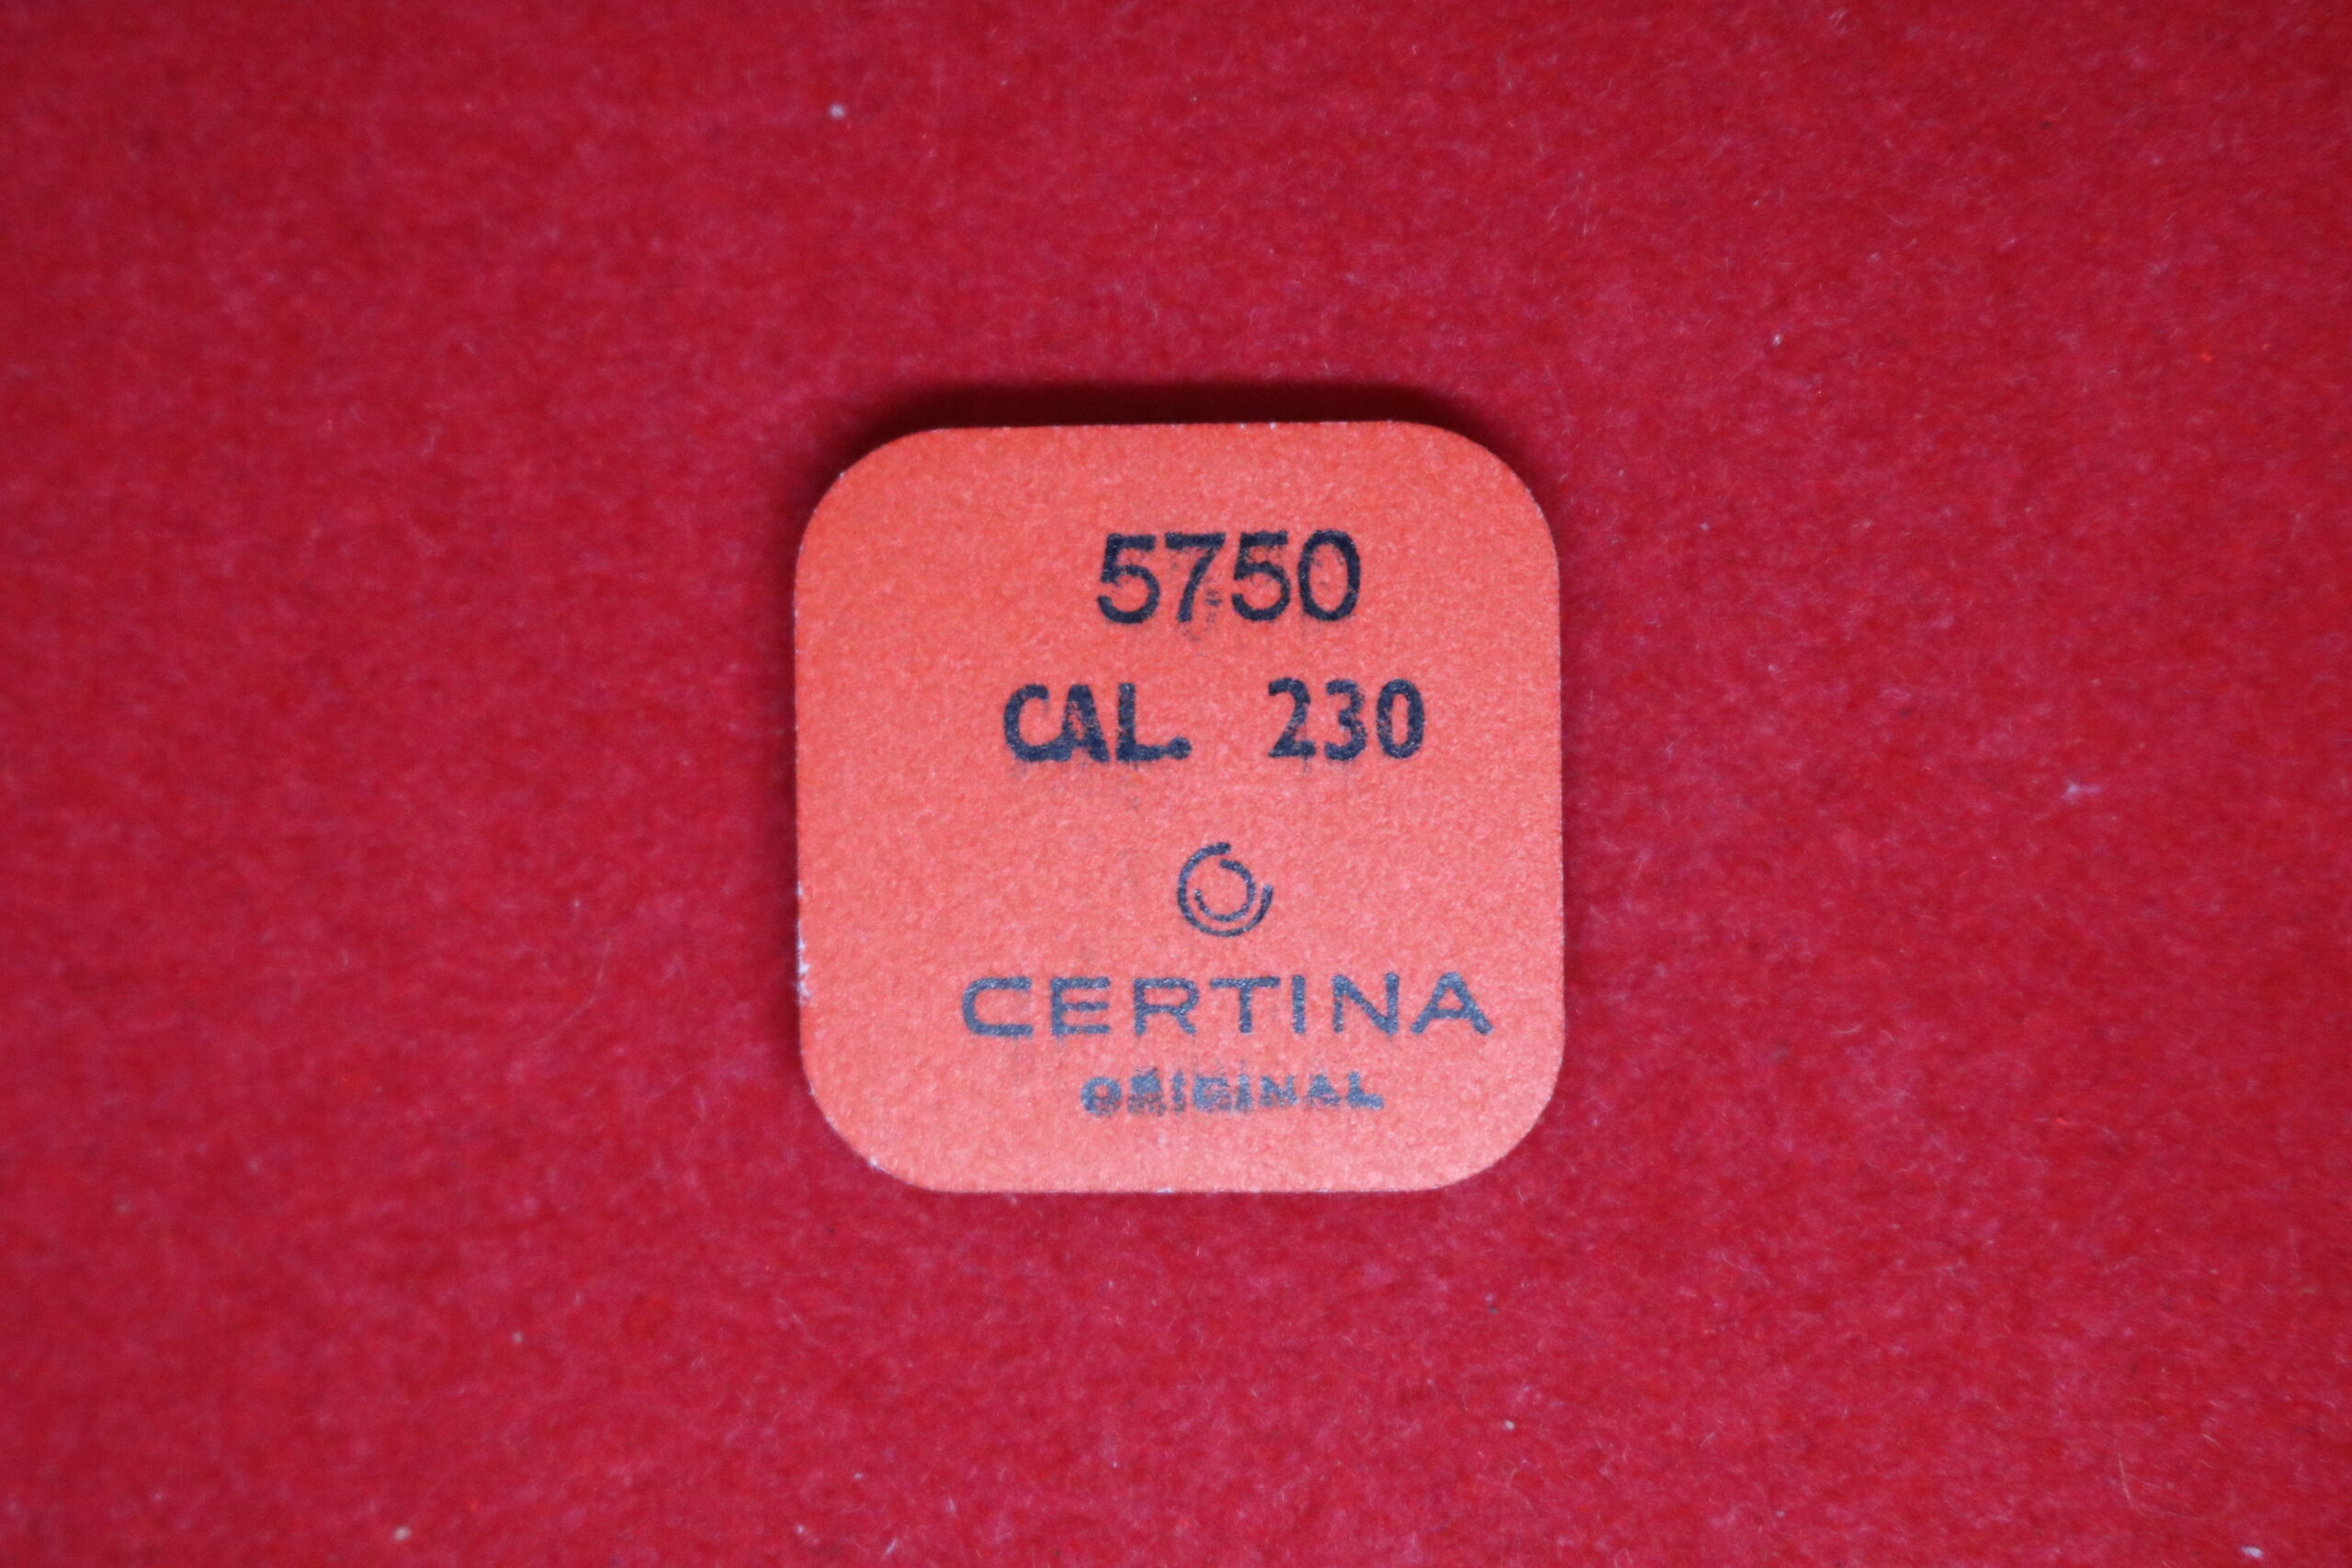 5750
CAL. 230
CERTINA
ORIGINAL